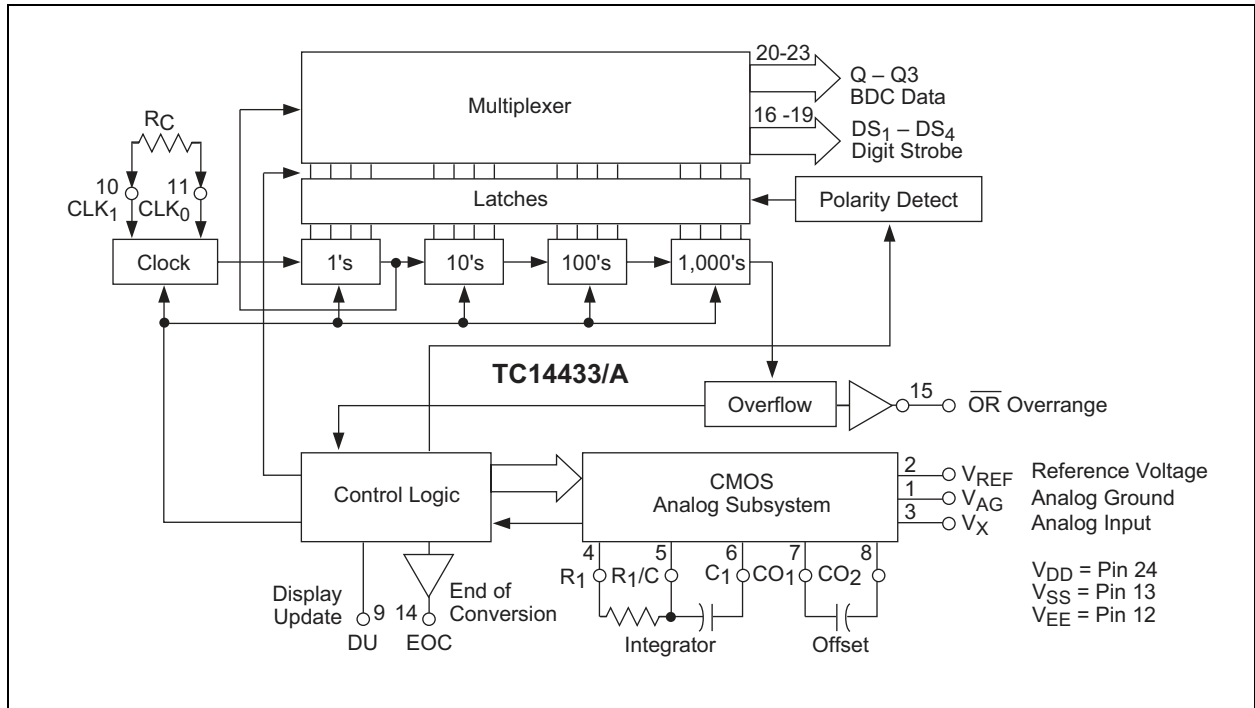 20-23
Q – Q3
BDC Data
Multiplexer
16 -19
DS1 – DS4
Digit Strobe
RC
10
11
CLK1
CLK0
Latches
Polarity Detect
Clock
1's
10's
100's
1,000's
TC14433/A
Overflow
15
OR Overrange
Control Logic
CMOS
Analog Subsystem
2
VREF
Reference Voltage
1
VAG
Analog Ground
3
VX
Analog Input
4
5
6
7
8
R1
R1/C
C1
CO1
CO2
Display
Update
9
DU
14
EOC
End of
Conversion
Integrator
Offset
VDD = Pin 24
VSS = Pin 13
VEE = Pin 12